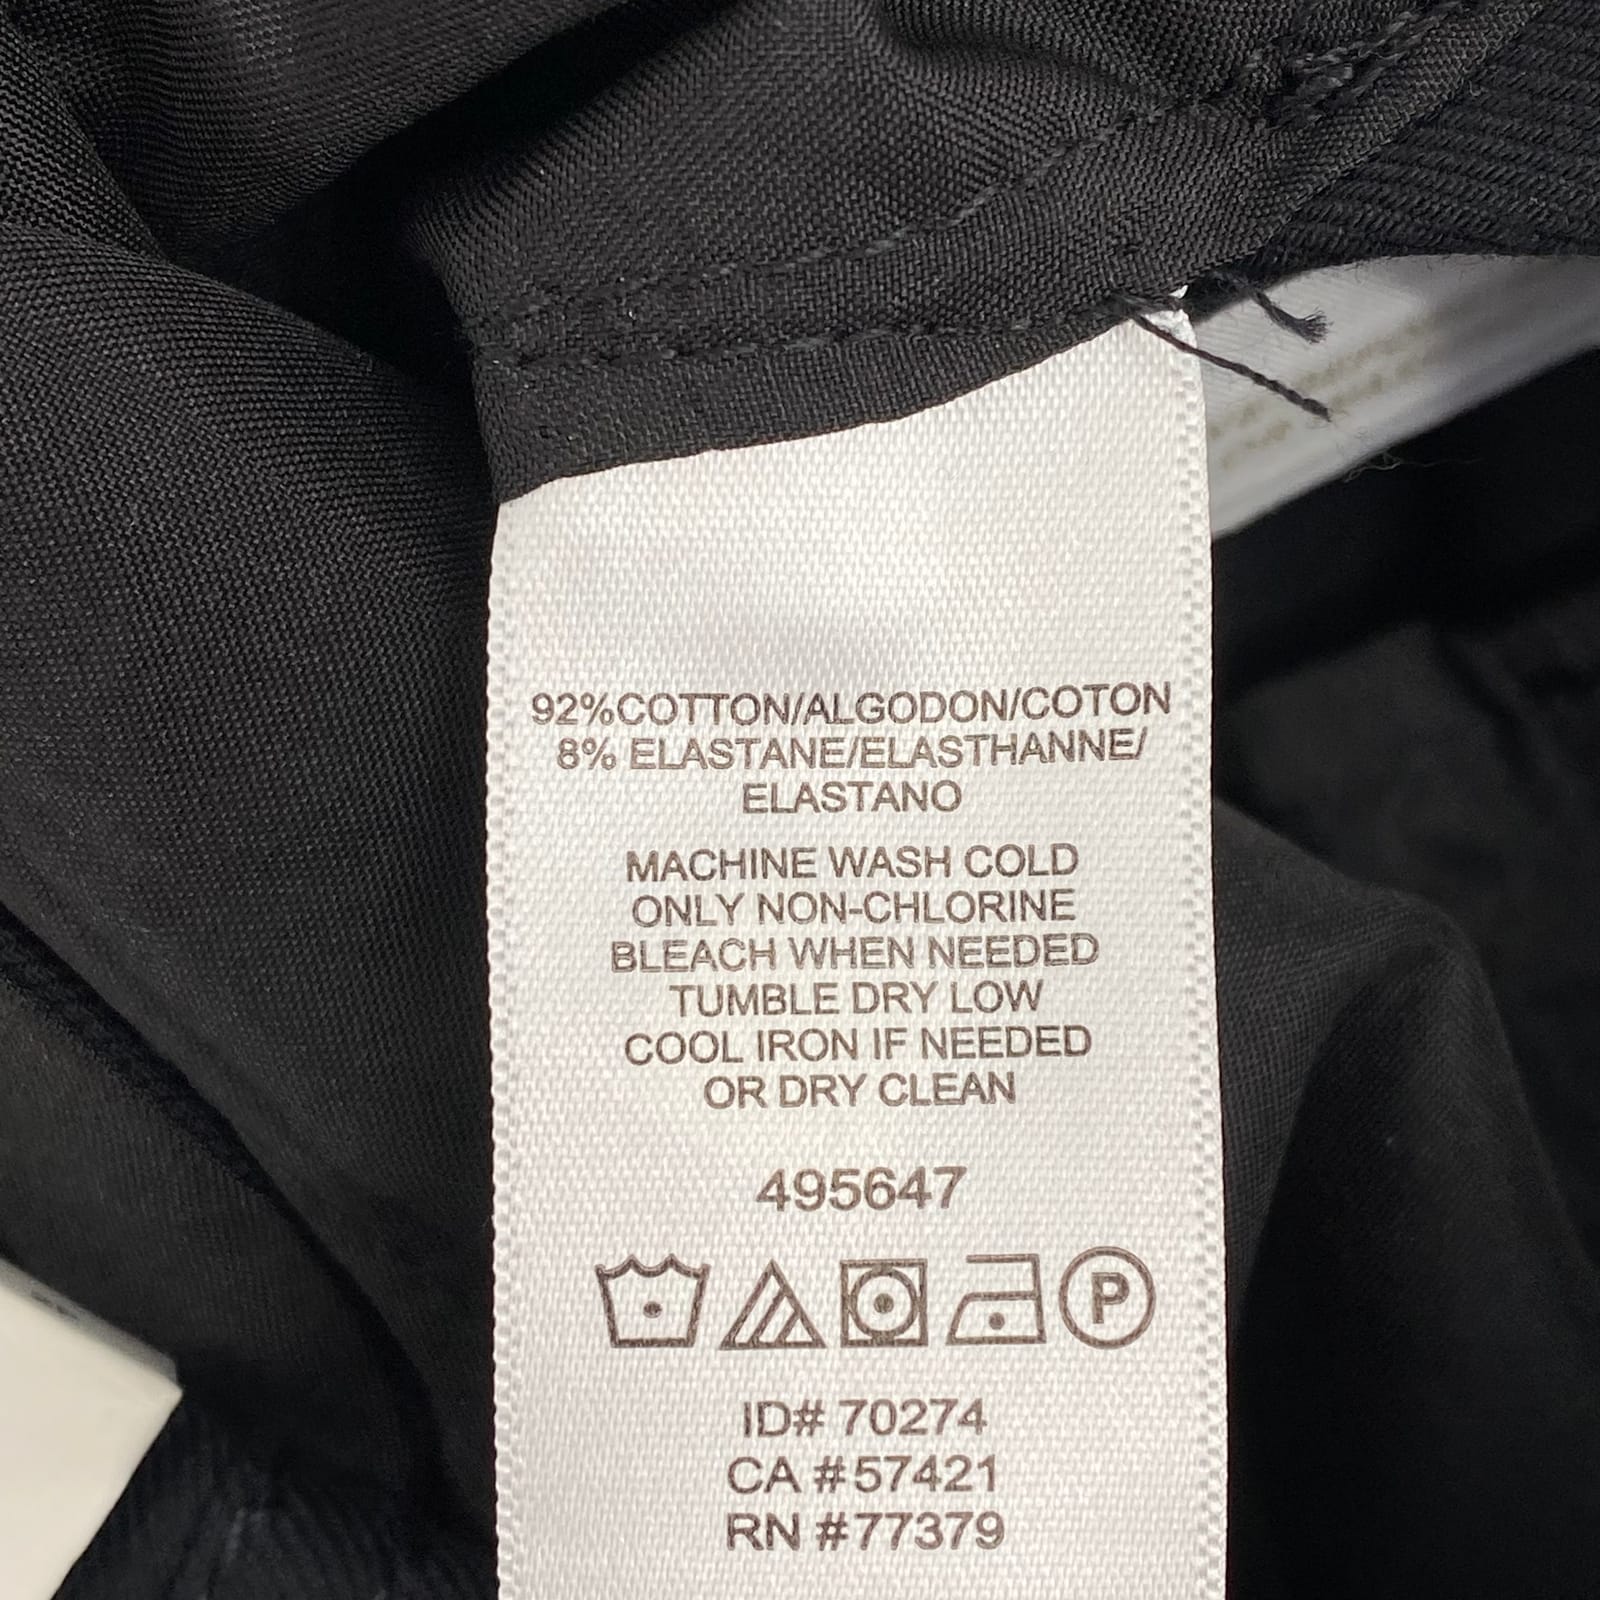 92%COTTON/ALGODON/COTON
8% ELASTANE/ELASTHANNE/
ELASTANO
MACHINE WASH COLD
ONLY NON-CHLORINE
BLEACH WHEN NEEDED
TUMBLE DRY LOW
COOL IRON IF NEEDED
OR DRY CLEAN
495647
P
ID# 70274
CA #57421
RN #77379